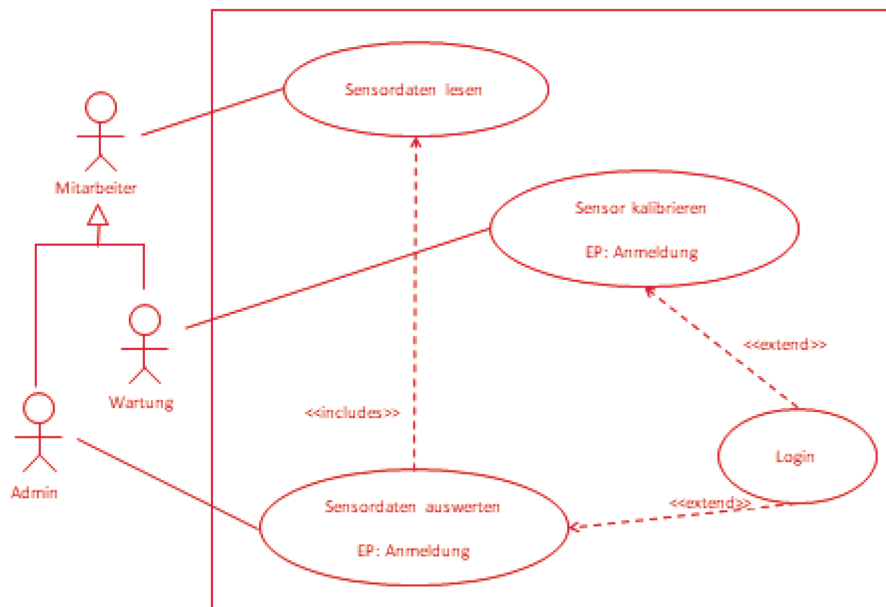 Sensordaten lesen
Mitarbeiter
Sensor kalibrieren
EP: Anmeldung
<<extend>>
Wartung
<<includes>>
Login
Admin
Sensordaten auswerten
<<extend>>
EP: Anmeldung